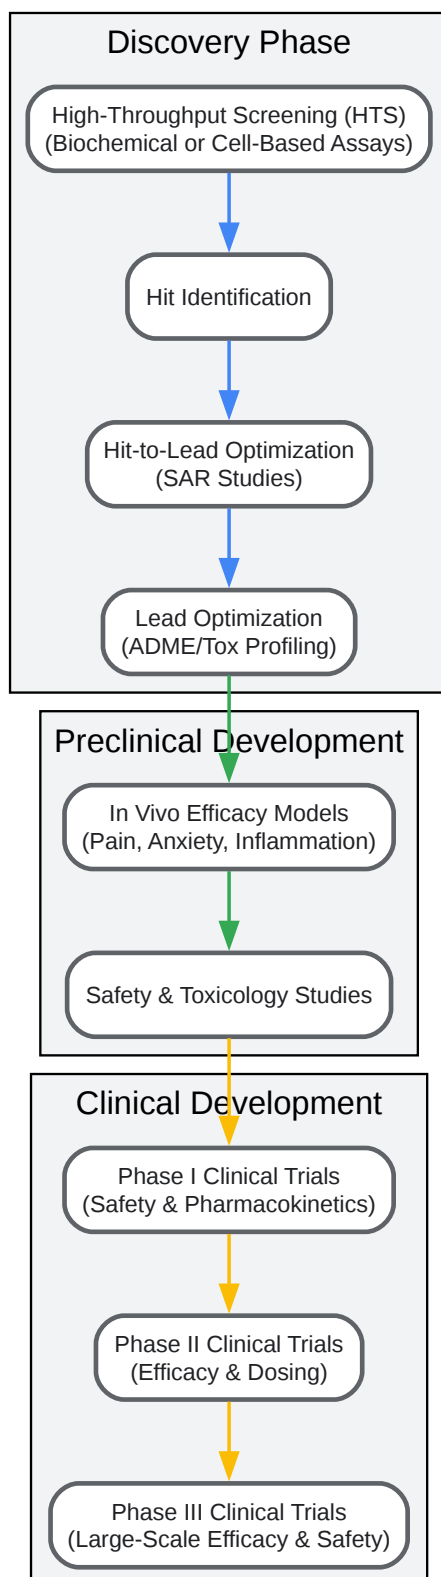 Discovery Phase
High-Throughput Screening (HTS)
(Biochemical or Cell-Based Assays)
Hit Identification
Hit-to-Lead Optimization
(SAR Studies)
Lead Optimization
(ADME/Tox Profiling)
Preclinical Development
In Vivo Efficacy Models
(Pain, Anxiety, Inflammation)
Safety & Toxicology Studies
Clinical Development
Phase I Clinical Trials
(Safety & Pharmacokinetics)
Phase II Clinical Trials
(Efficacy & Dosing)
Phase III Clinical Trials
(Large-Scale Efficacy & Safety)